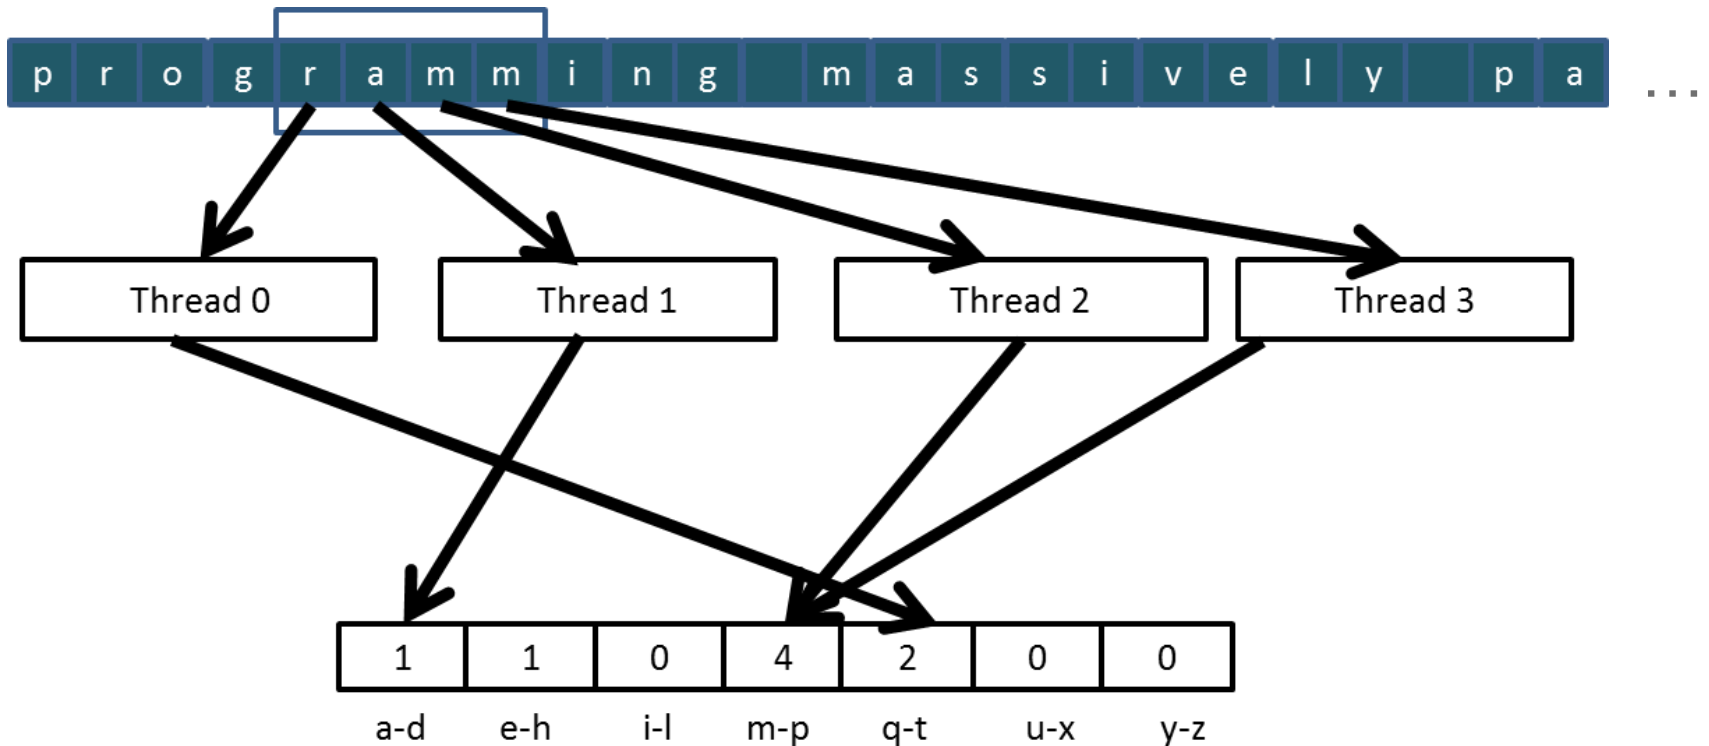 p r o g r a m m i n g m a s s i v e l y p a ...
Thread 0 Thread 1 Thread 2 Thread 3
1 1 0 4 2 0 0
a-d e-h i-l m-p q-t u-x y-z